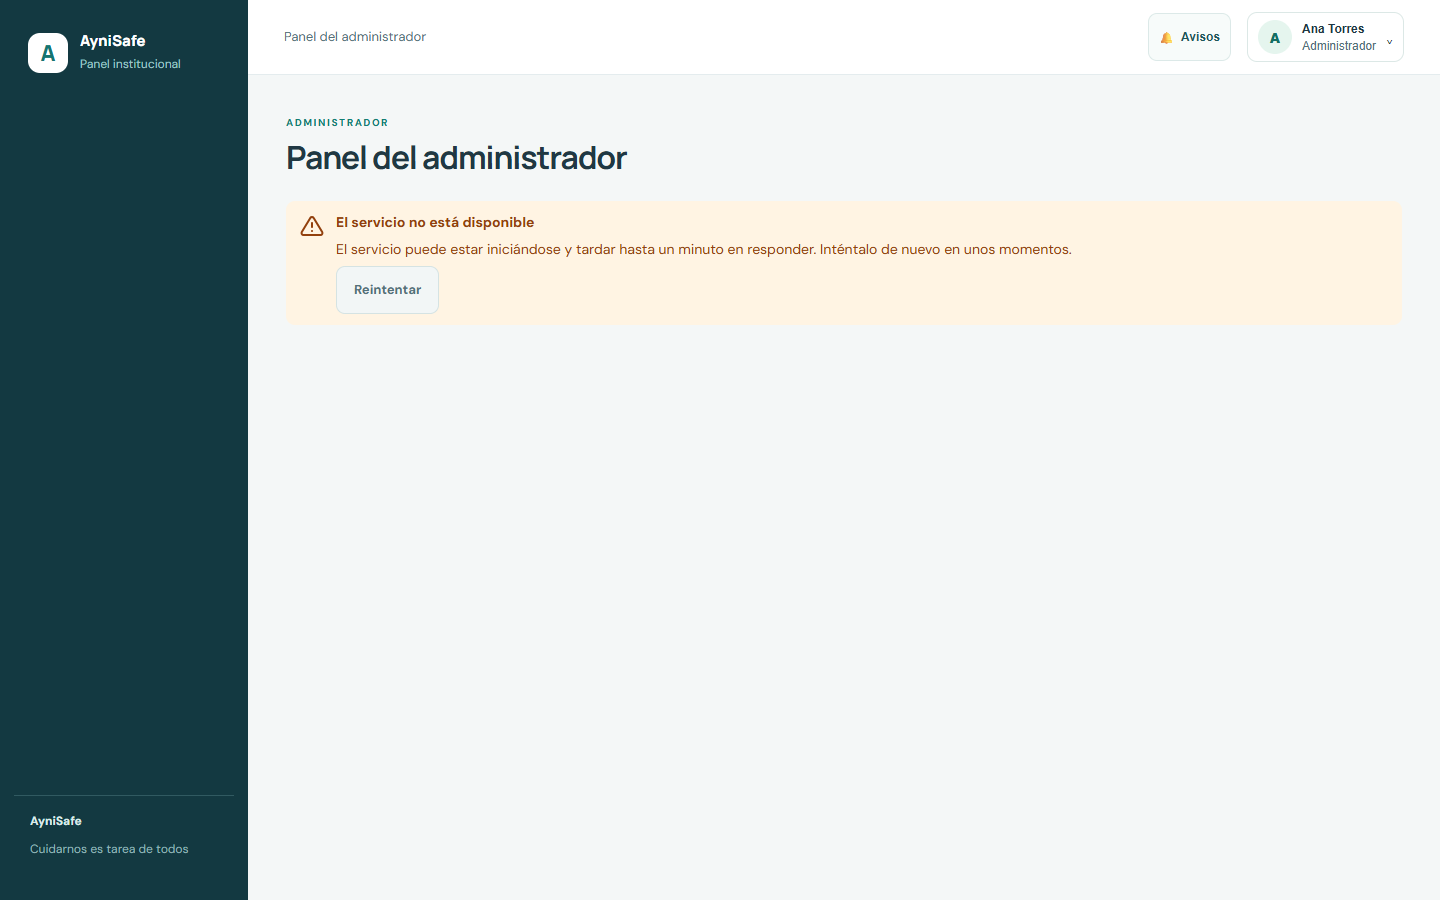 A
AyniSafe
Panel institucional
Panel del administrador
Avisos
A
Ana Torres
Administrador
ADMINISTRADOR
Panel del administrador
El servicio no está disponible
El servicio puede estar iniciándose y tardar hasta un minuto en responder. Inténtalo de nuevo en unos momentos.
Reintentar
AyniSafe
Cuidarnos es tarea de todos